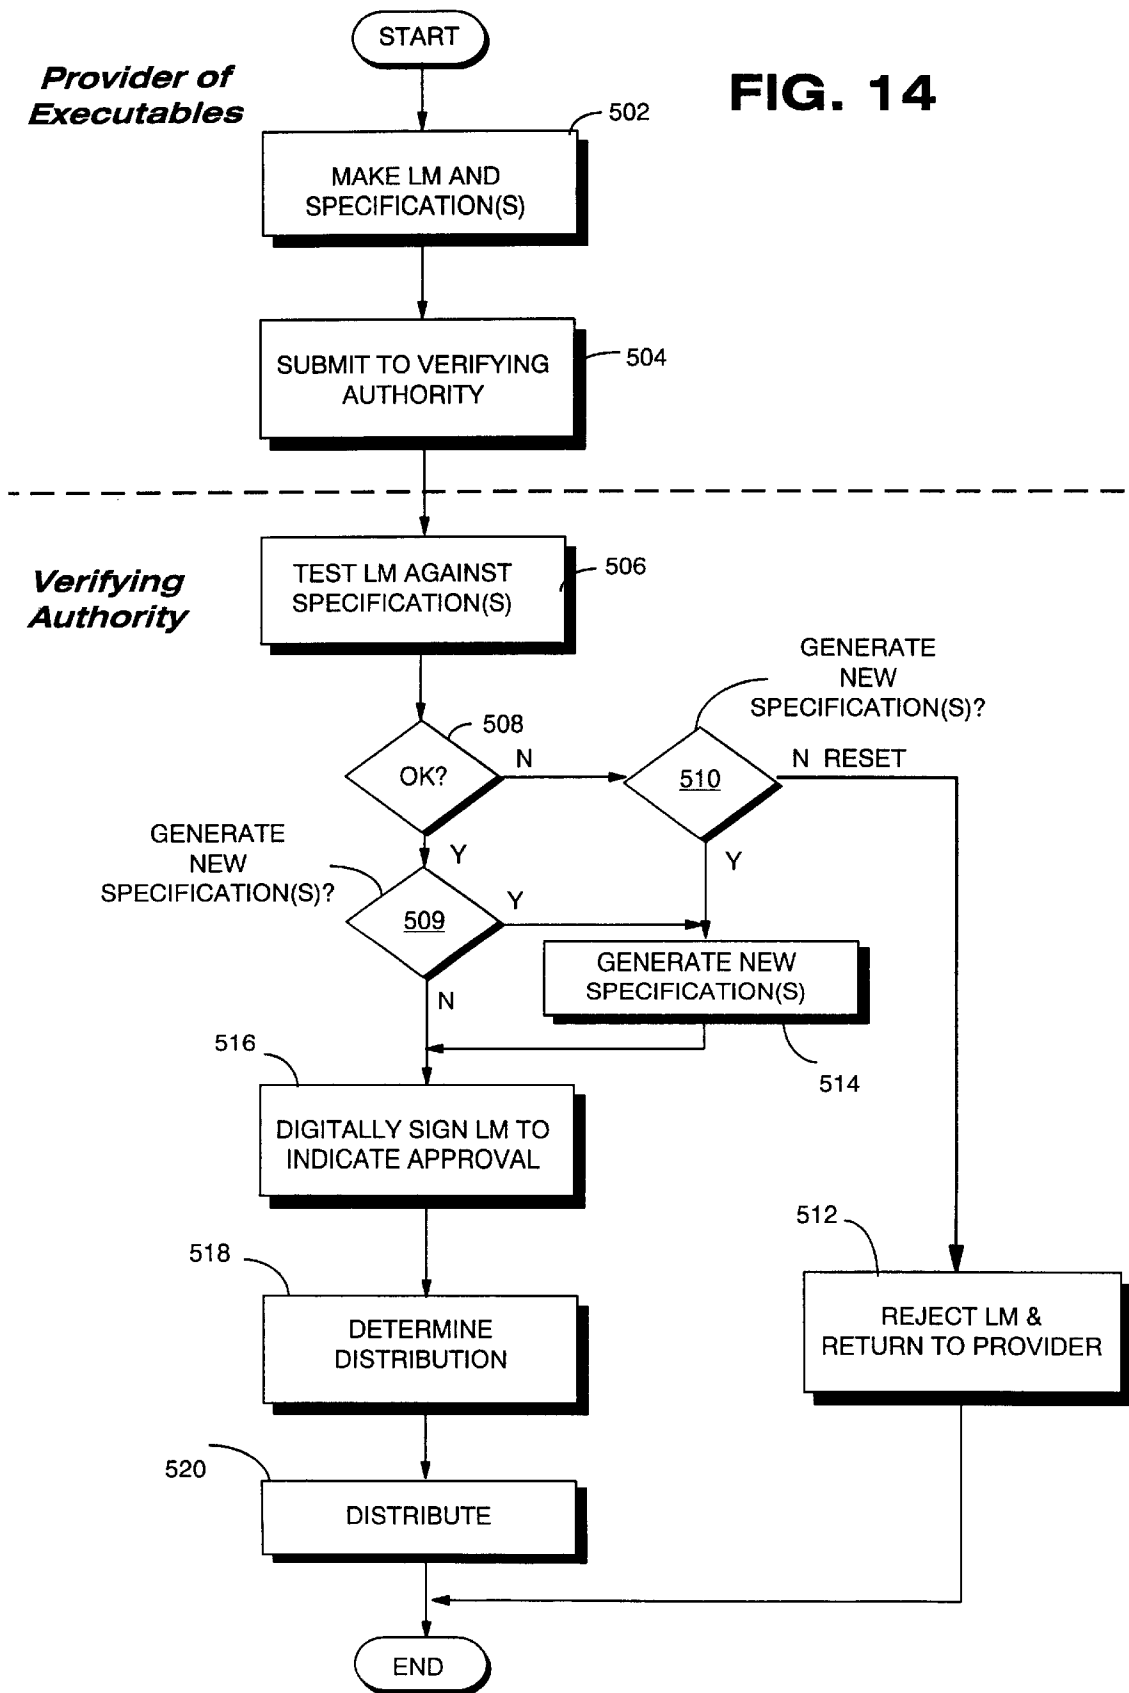 START
Provider of
Executables
FIG. 14
502
MAKE LM AND
SPECIFICATION(S)
SUBMIT TO VERIFYING
AUTHORITY
504
Verifying
Authority
TEST LM AGAINST
SPECIFICATION(S)
506
GENERATE
NEW
SPECIFICATION(S)?
508
OK?
N
510
N RESET
GENERATE
NEW
SPECIFICATION(S)?
Y
Y
509
Y
GENERATE NEW
SPECIFICATION(S)
N
514
516
DIGITALLY SIGN LM TO
INDICATE APPROVAL
512
518
DETERMINE
DISTRIBUTION
REJECT LM &
RETURN TO PROVIDER
520
DISTRIBUTE
END